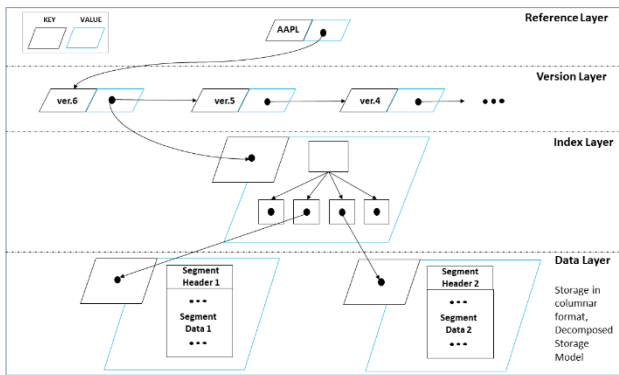 KEY
VALUE
Reference Layer
AAPL
Version Layer
ver.6
ver.5
ver.4
Index Layer
Data Layer
Segment
Header 1
Segment
Data 1
Segment
Header 2
Segment
Data 2
Storage in
columnar
format,
Decomposed
Storage
Model